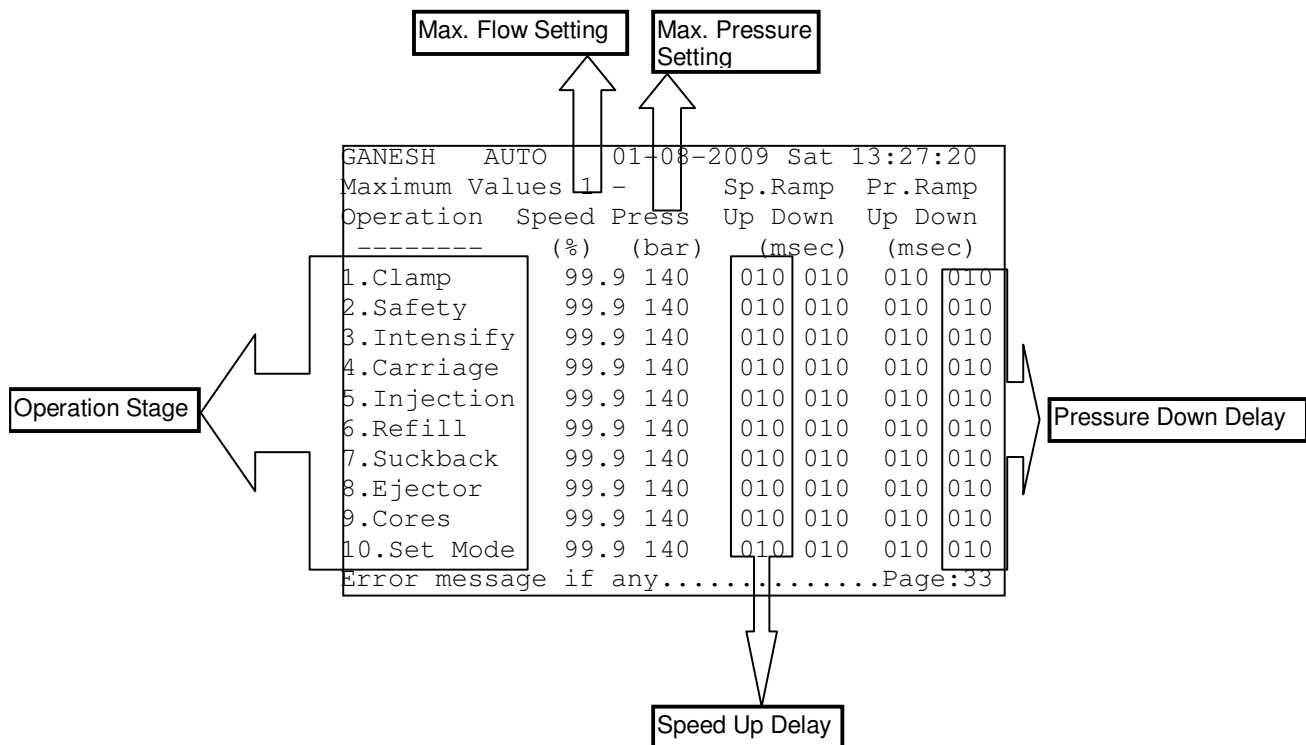 Max. Flow Setting
Max. Pressure
Setting
GANESH AUTO 01-08-2009 Sat 13:27:20
Maximum Values 1 - Sp.Ramp Pr.Ramp
Operation Speed Press Up Down Up Down
-------- (%) (bar) (msec) (msec)
1.Clamp 99.9 140 010 010 010 010
2.Safety 99.9 140 010 010 010 010
3.Intensify 99.9 140 010 010 010 010
4.Carriage 99.9 140 010 010 010 010
5.Injection 99.9 140 010 010 010 010
6.Refill 99.9 140 010 010 010 010
7.Suckback 99.9 140 010 010 010 010
8.Ejector 99.9 140 010 010 010 010
9.Cores 99.9 140 010 010 010 010
10.Set Mode 99.9 140 010 010 010 010
Error message if any..............Page:33
Operation Stage
Pressure Down Delay
Speed Up Delay